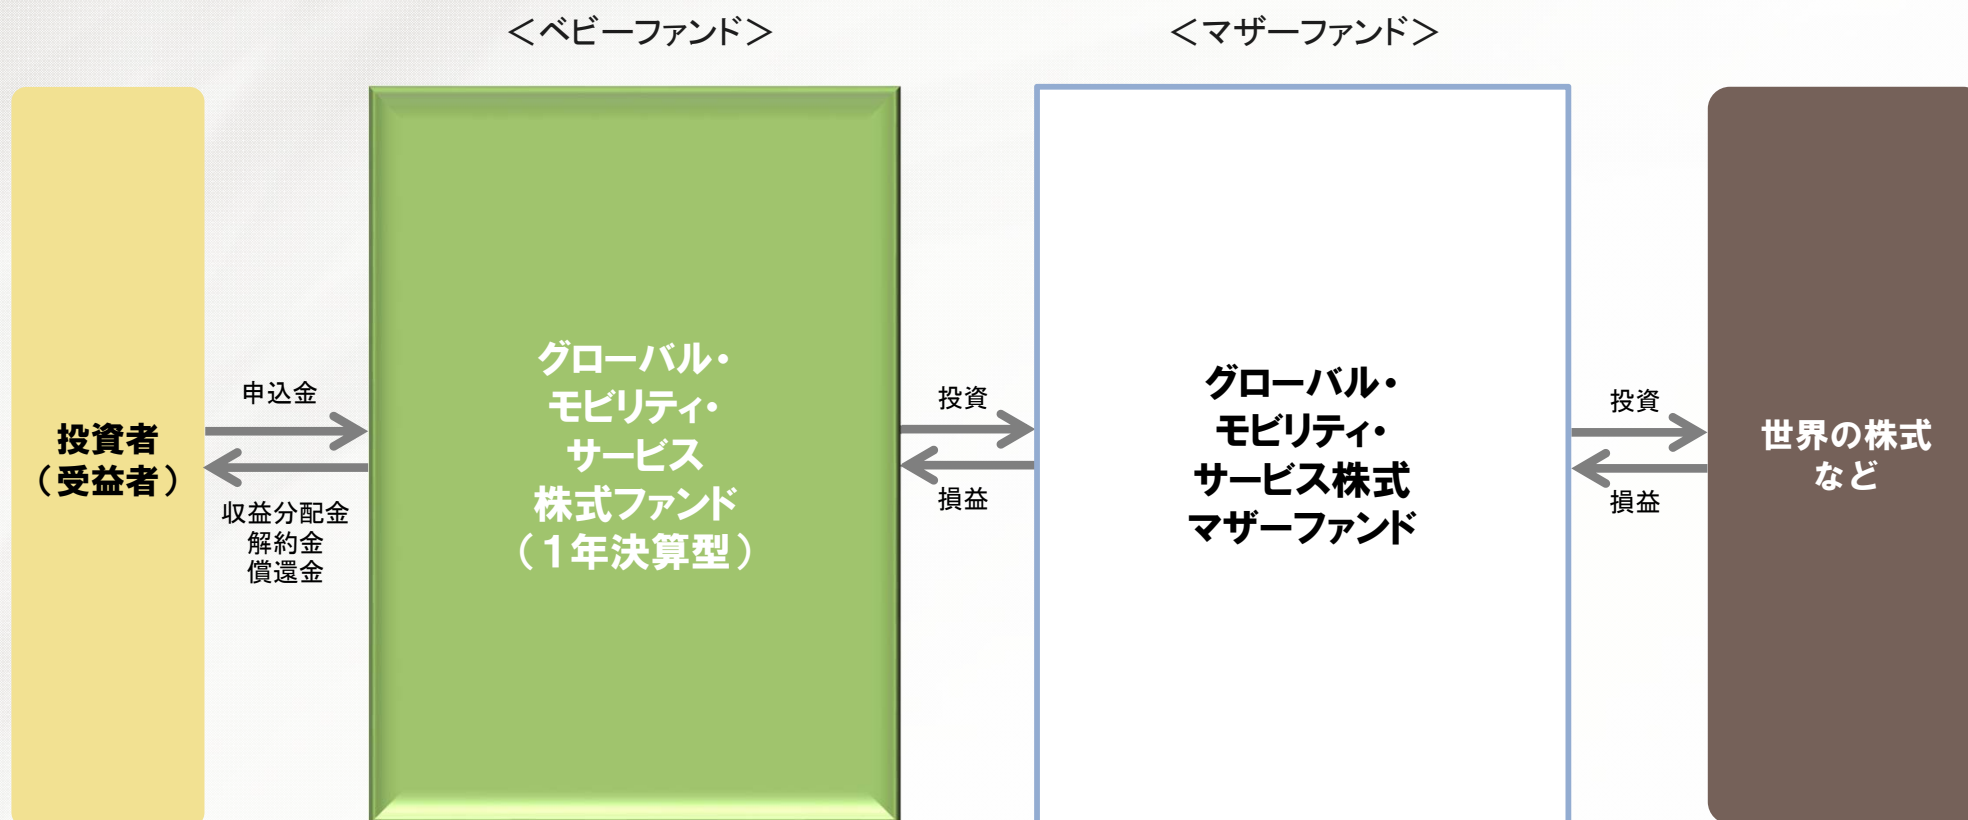 ＜ベビーファンド＞
＜マザーファンド＞
投資者
（受益者）
申込金
収益分配金
解約金
償還金
グローバル・
モビリティ・
サービス
株式ファンド
（１年決算型）
投資
損益
グローバル・
モビリティ・
サービス株式
マザーファンド
投資
損益
世界の株式
など